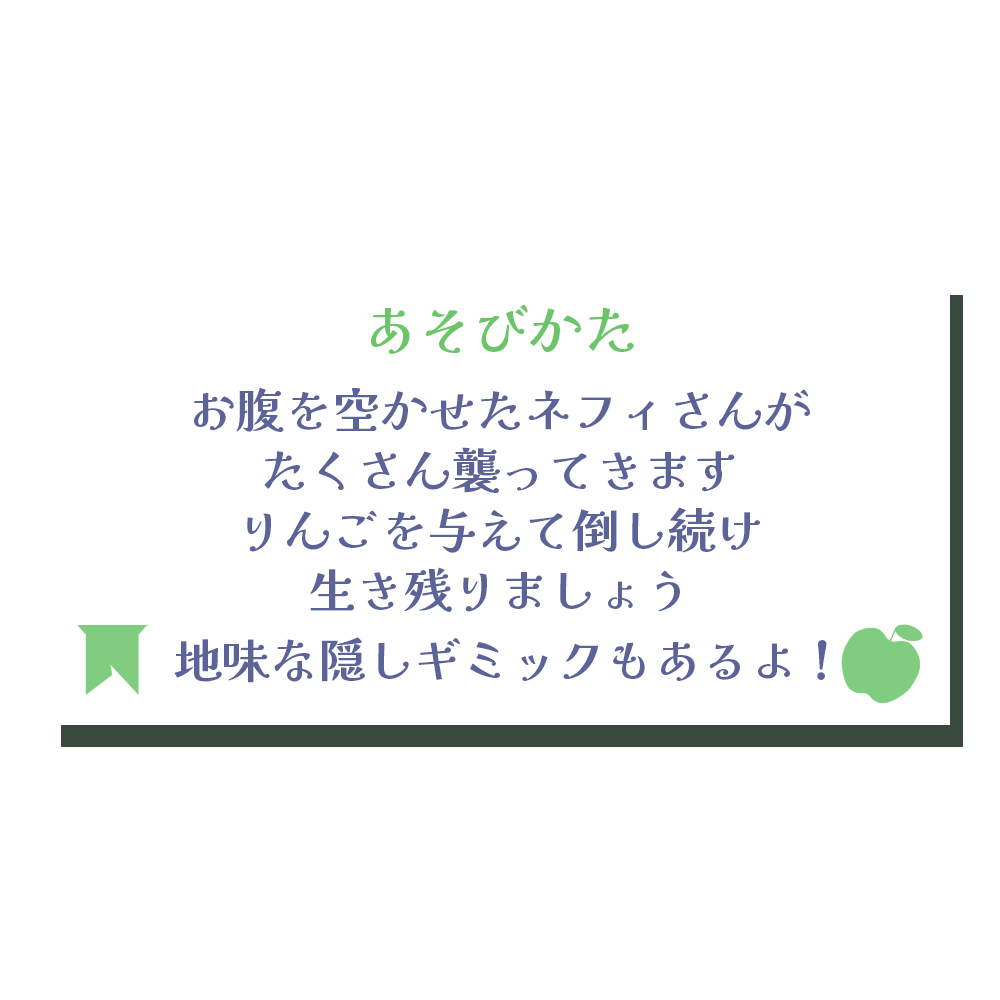 あそびかた
お腹を空かせたネフィさんが
たくさん襲ってきます
りんごを与えて倒し続け
生き残りましょう
地味な隠しギミックもあるよ！